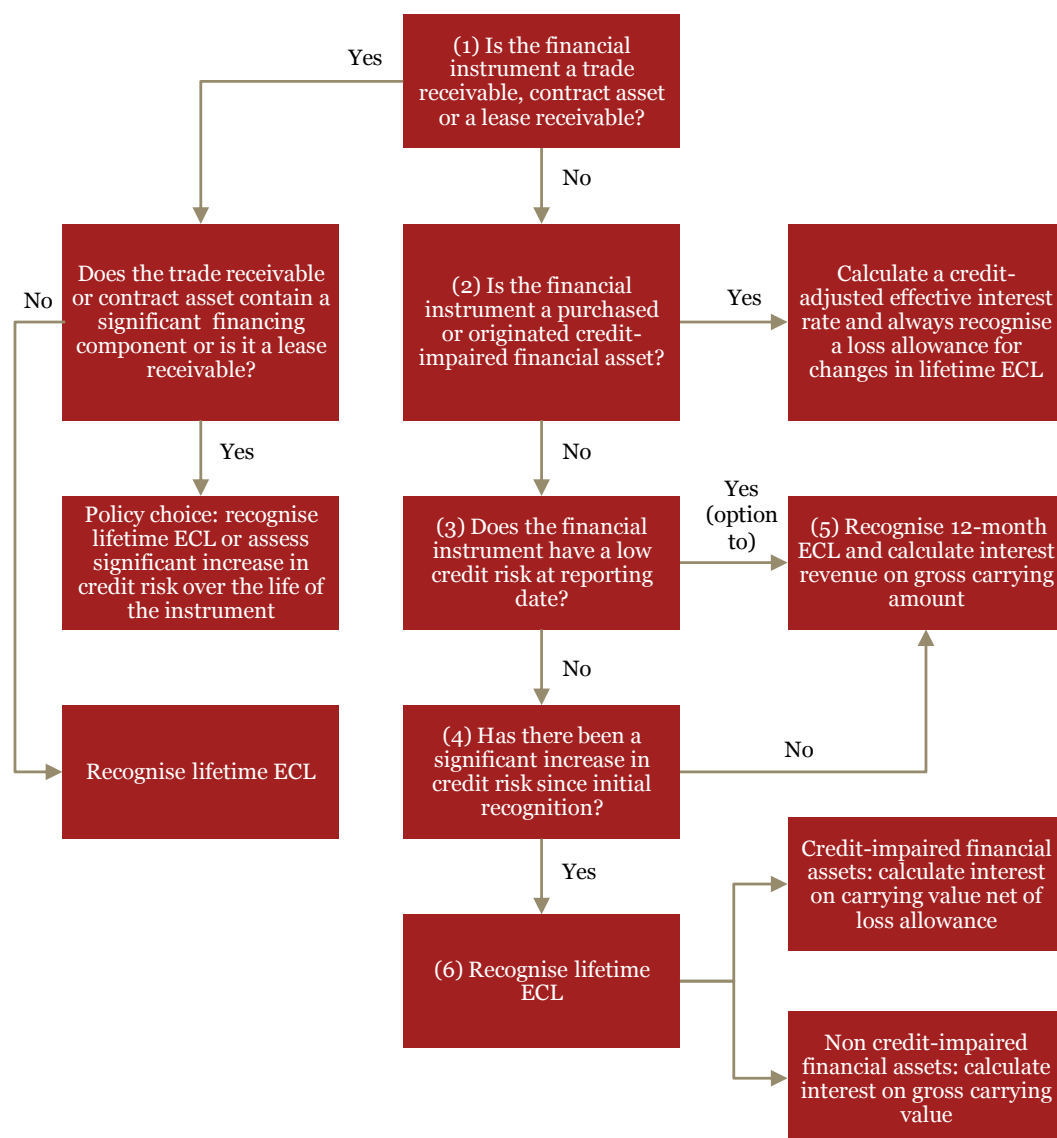 (1) Is the financial
instrument a trade
receivable, contract asset
or a lease receivable?
Yes
No
Does the trade receivable
or contract asset contain a
significant financing
component or is it a lease
receivable?
No
Yes
(2) Is the financial
instrument a purchased
or originated credit-
impaired financial asset?
Yes
Calculate a credit-
adjusted effective interest
rate and always recognise
a loss allowance for
changes in lifetime ECL
No
Policy choice: recognise
lifetime ECL or assess
significant increase in
credit risk over the life of
the instrument
(3) Does the financial
instrument have a low
credit risk at reporting
date?
Yes
(option
to)
(5) Recognise 12-month
ECL and calculate interest
revenue on gross carrying
amount
No
Recognise lifetime ECL
(4) Has there been a
significant increase in
credit risk since initial
recognition?
No
Yes
(6) Recognise lifetime
ECL
Credit-impaired financial
assets: calculate interest
on carrying value net of
loss allowance
Non credit-impaired
financial assets: calculate
interest on gross carrying
value